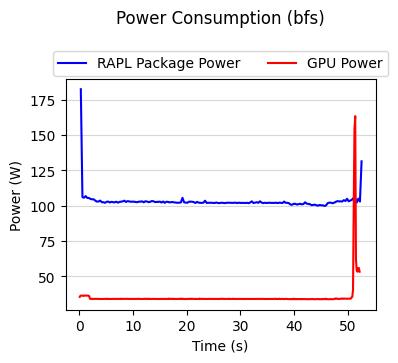 Power Consumption (bfs)
RAPL Package Power GPU Power
175
150
125
100
75
50
Power (W)
0 10 20 30 40 50
Time (s)